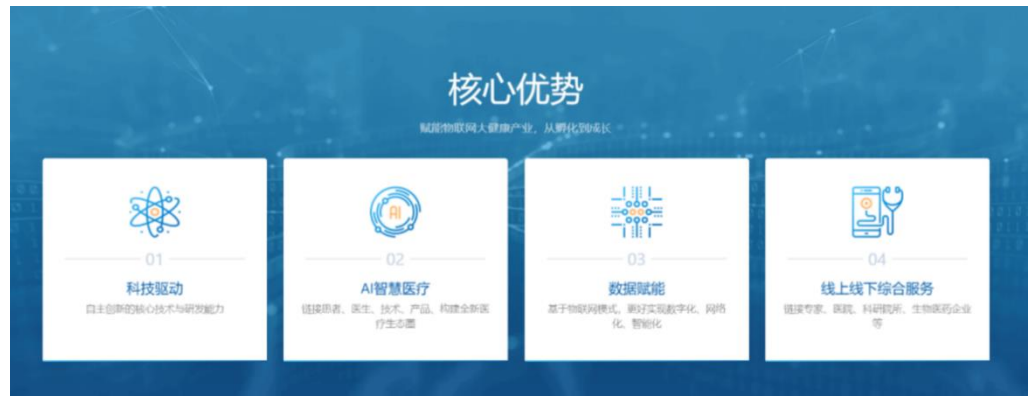 核心优势
赋能物联网大健康产业，从孵化到成长
AI
01
科技驱动
自主创新的核心技术与研发能力
02
AI智慧医疗
链接患者、医生、技术、产品，构建全新医
疗生态圈
03
数据赋能
基于物联网模式，更好实现数字化、网络
化、智能化
04
线上线下综合服务
链接专家、医院、科研院所、生物医药企业
等